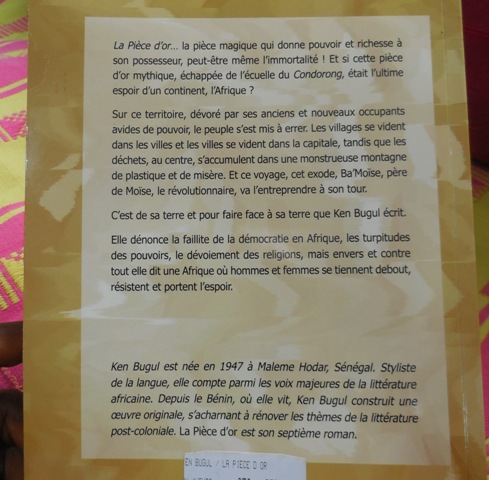 La Pièce d'or... la pièce magique qui donne pouvoir et richesse à
son possesseur, peut-être même l'immortalité ! Et si cette pièce
d'or mythique, échappée de l'écuelle du Condorong, était l'ultime
espoir d'un continent, l'Afrique ?
Sur ce territoire, dévoré par ses anciens et nouveaux occupants
avides de pouvoir, le peuple s'est mis à errer. Les villages se vident
dans les villes et les villes se vident dans la capitale, tandis que les
déchets, au centre, s'accumulent dans une monstrueuse montagne
de plastique et de misère. Et ce voyage, cet exode, Ba'Moïse, père
de Moïse, le révolutionnaire, va l'entreprendre à son tour.
C'est de sa terre et pour faire face à sa terre que Ken Bugul écrit.
Elle dénonce la faillite de la démocratie en Afrique, les turpitudes
des pouvoirs, le dévoiement des religions, mais envers et contre
tout elle dit une Afrique où hommes et femmes se tiennent debout,
résistent et portent l'espoir.
Ken Bugul est née en 1947 à Maleme Hodar, Sénégal. Styliste
de la langue, elle compte parmi les voix majeures de la littérature
africaine. Depuis le Bénin, où elle vit, Ken Bugul construit une
œuvre originale, s'acharnant à rénover les thèmes de la littérature
post-coloniale. La Pièce d'or est son septième roman.
EN BUGUL / LA PIECE D OR